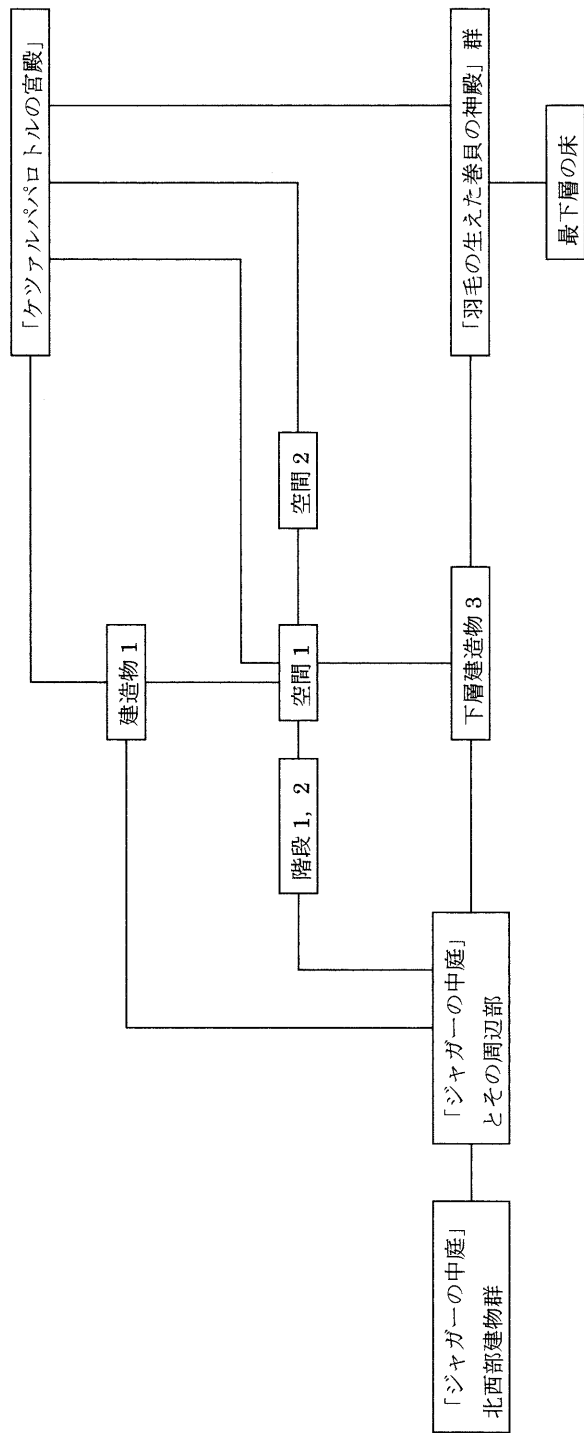 「ケツァルパパロトルの宮殿」
建造物 1
空間 2
空間 1
階段 1, 2
「羽毛の生えた巻貝の神殿」群
下層建造物 3
「ジャガーの中庭」
とその周辺部
「ジャガーの中庭」
北西部建物群
最下層の床